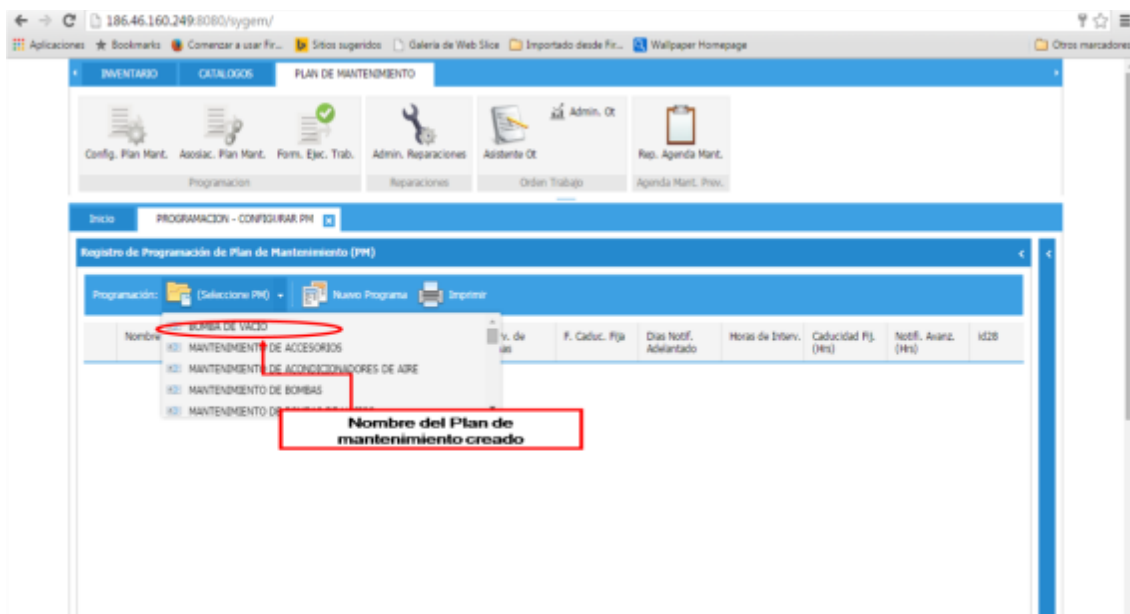 186.46.160.249:8080/sygem/
Aplicaciones Bookmarks Comenzar a usar Fir... Sitios sugeridos Galería de Web Slice Importado desde Fir... Wallpaper Homepage Otros marcadores
INVENTARIO CATALOGOS PLAN DE MANTENIMIENTO
Config. Plan Mant. Asosiac. Plan Mant. Form. Ejec. Trab. Admin. Reparaciones Asistente Ot Admin. Ot Rep. Agenda Mant.
Programacion Reparaciones Orden Trabajo Agenda Mant. Prev.
Inicio PROGRAMACION - CONFIGURAR PM
Registro de Programación de Plan de Mantenimiento (PM)
Programación: (Seleccione PM) Nuevo Programa Imprimir
Nombre F. Caduc. Fija Dias Notif. Adelantado Horas de Interv. Caducidad Fij. (Hrs) Notifi. Avanz. (Hrs) id28
BOMBA DE VACIO
MANTENIMIENTO DE ACCESORIOS
MANTENIMIENTO DE ACONDICIONADORES DE AIRE
MANTENIMIENTO DE BOMBAS
MANTENIMIENTO DE
Nombre del Plan de
mantenimiento creado